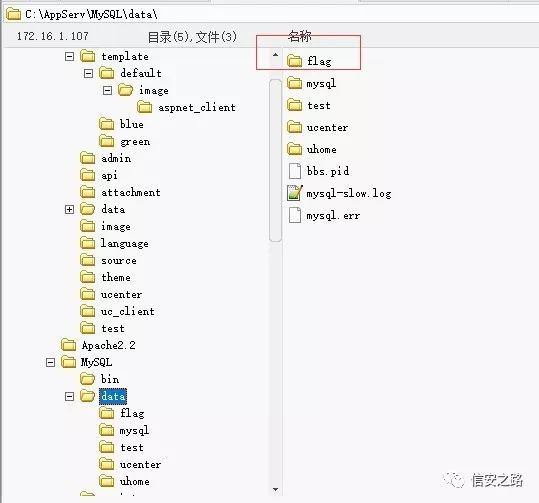 C:\AppServ\MySQL\data\
172.16.1.107 目录(5),文件(3) 名称
template
default
image
aspnet_client
blue
green
admin
api
attachment
data
image
language
source
theme
ucenter
uc_client
test
Apache2.2
MySQL
bin
data
flag
mysql
test
ucenter
uhome
flag
mysql
test
ucenter
uhome
bbs.pid
mysql-slow.log
mysql.err
信安之路